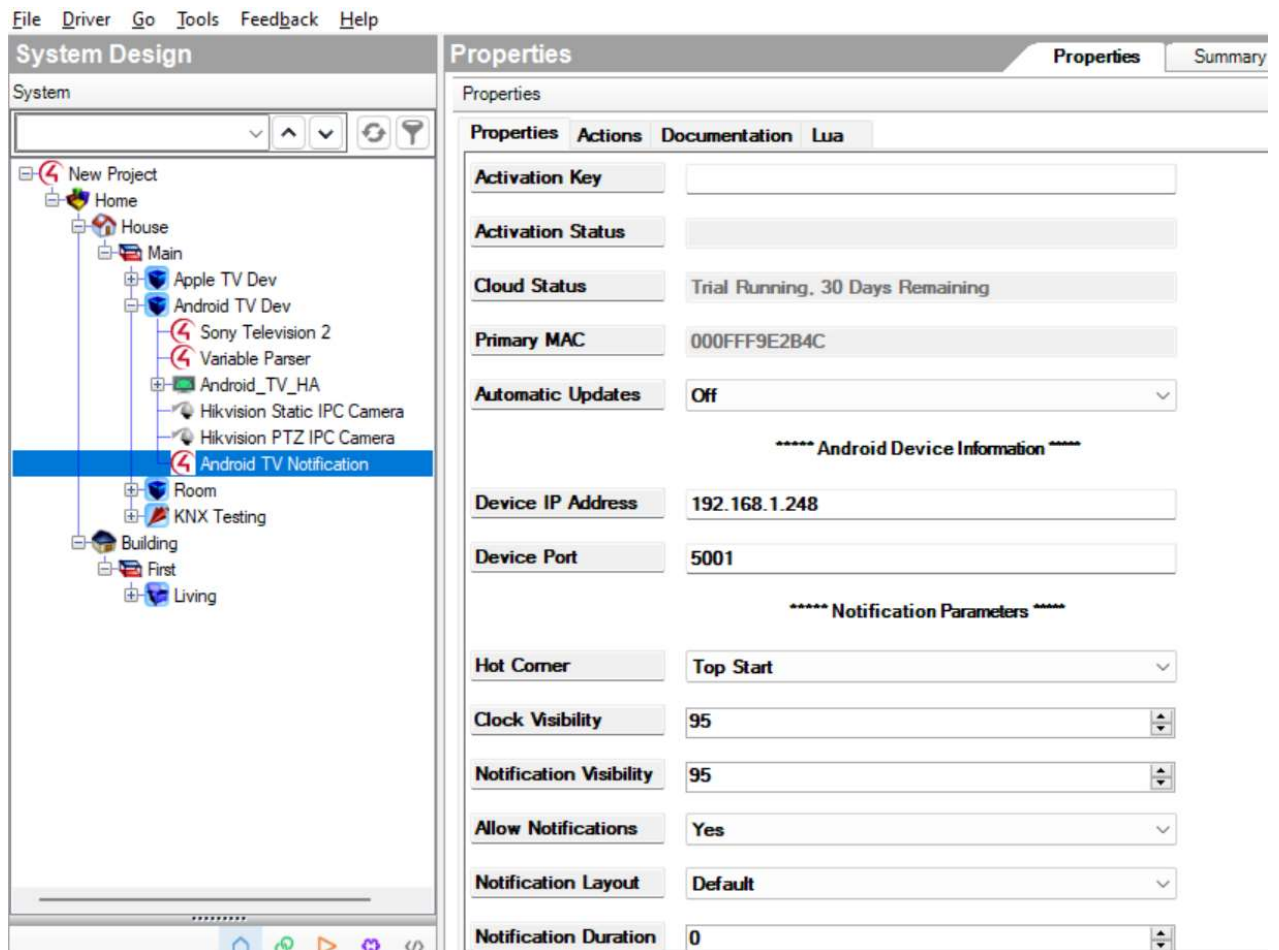 File Driver Go Tools Feedback Help
System Design
System
New Project
Home
House
Main
Apple TV Dev
Android TV Dev
Sony Television 2
Variable Parser
Android_TV_HA
Hikvision Static IPC Camera
Hikvision PTZ IPC Camera
Android TV Notification
Room
KNX Testing
Building
First
Living
Properties Properties Summary
Properties
Properties Actions Documentation Lua
Activation Key
Activation Status
Cloud Status Trial Running, 30 Days Remaining
Primary MAC 000FFF9E2B4C
Automatic Updates Off
***** Android Device Information *****
Device IP Address 192.168.1.248
Device Port 5001
***** Notification Parameters *****
Hot Corner Top Start
Clock Visibility 95
Notification Visibility 95
Allow Notifications Yes
Notification Layout Default
Notification Duration 0